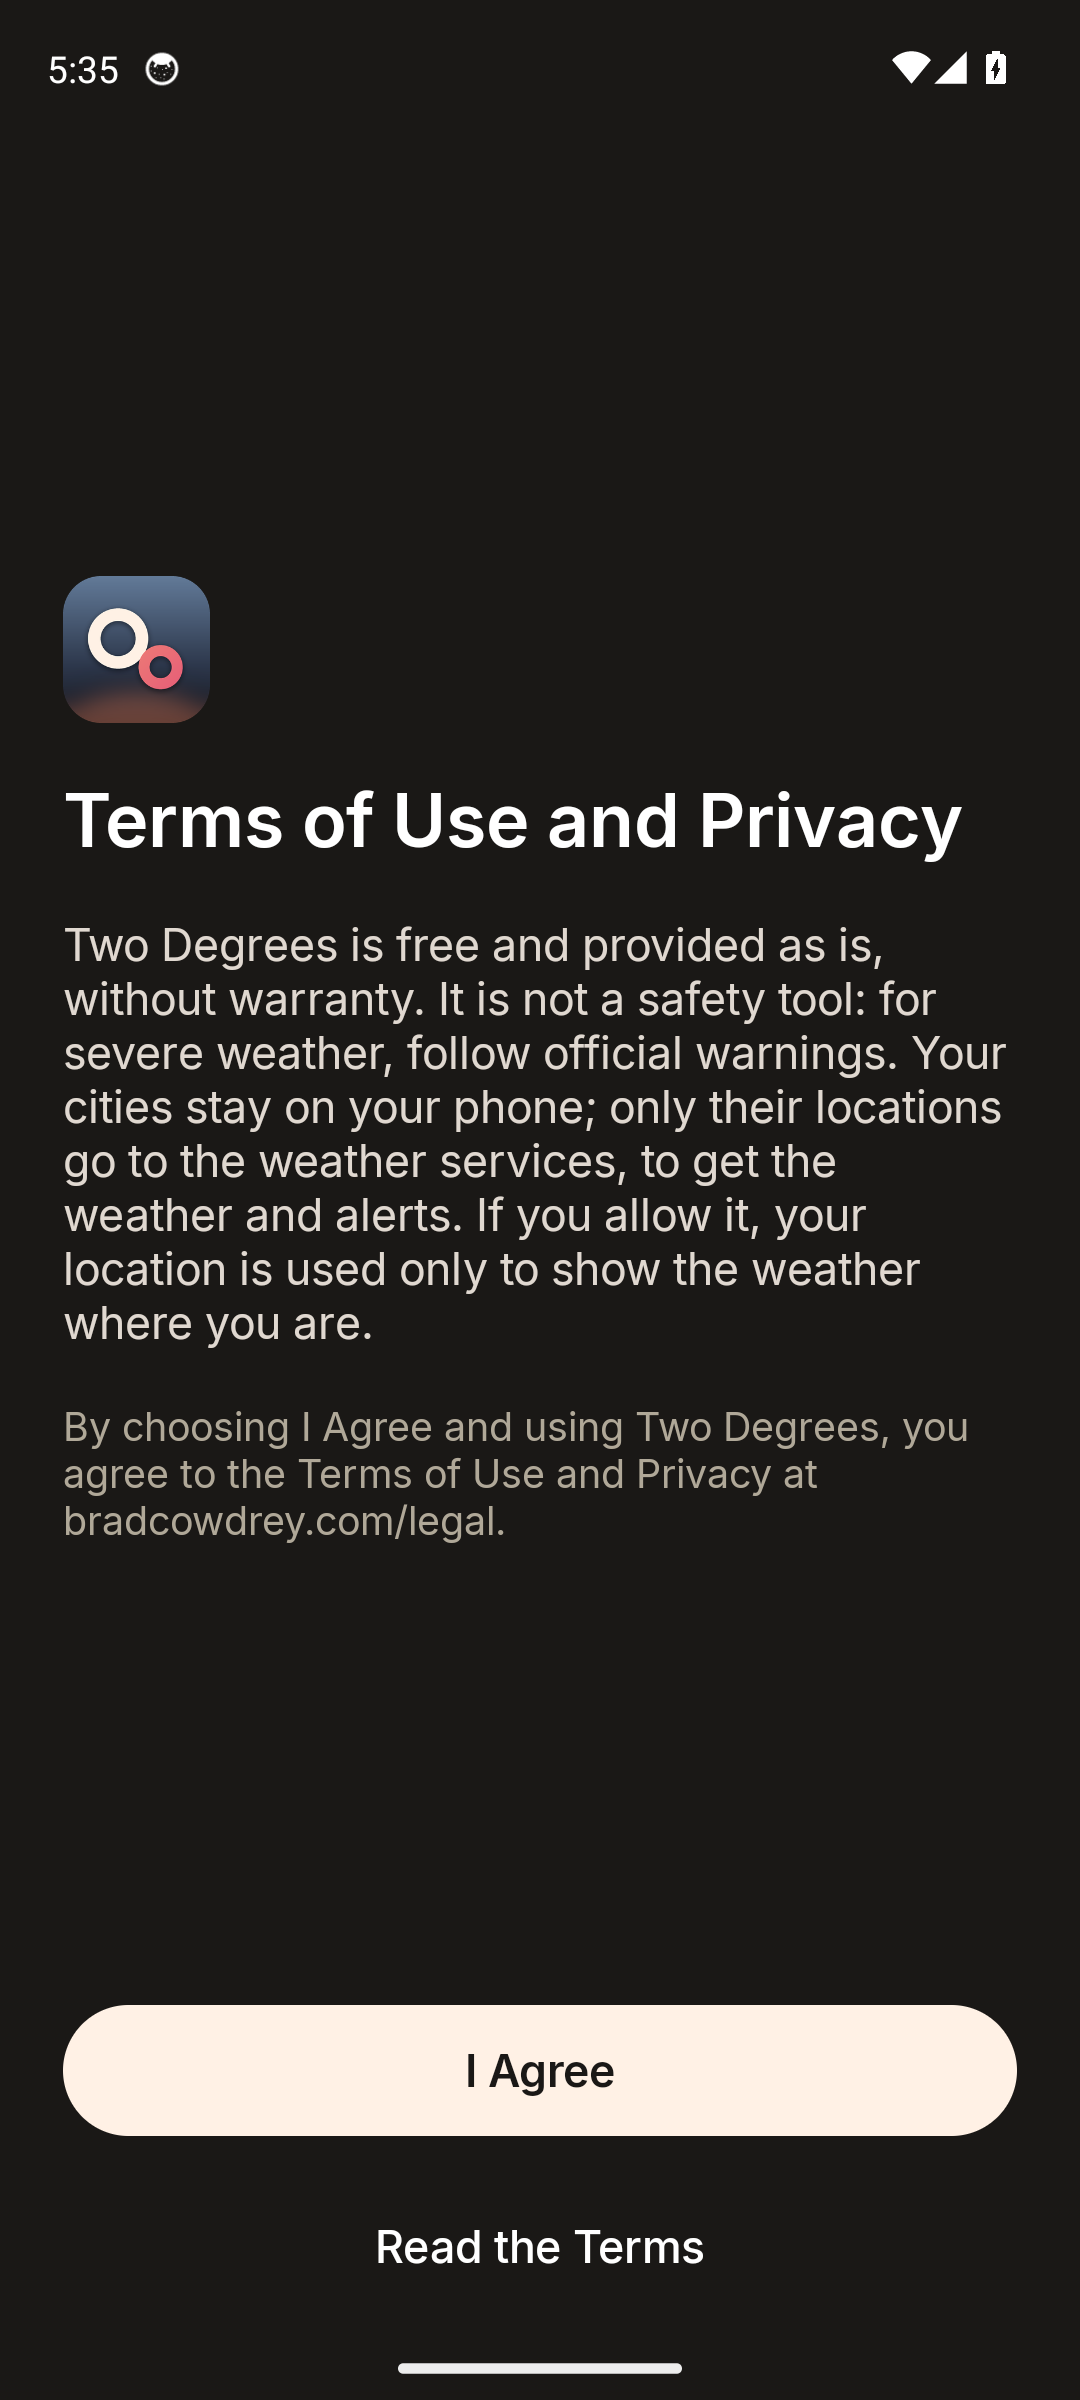 5:35
Terms of Use and Privacy
Two Degrees is free and provided as is,
without warranty. It is not a safety tool: for
severe weather, follow official warnings. Your
cities stay on your phone; only their locations
go to the weather services, to get the
weather and alerts. If you allow it, your
location is used only to show the weather
where you are.
By choosing I Agree and using Two Degrees, you
agree to the Terms of Use and Privacy at
bradcowdrey.com/legal.
I Agree
Read the Terms